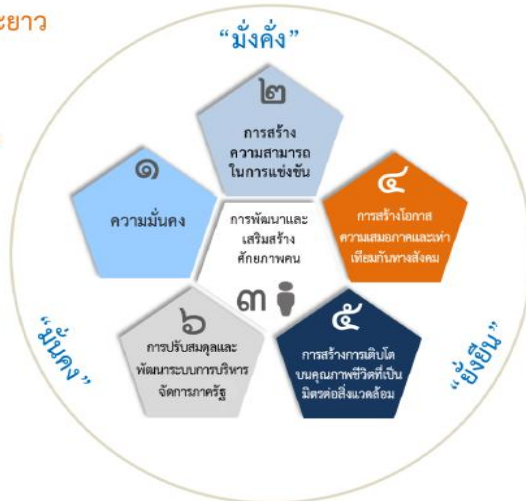 ะยาว
“มั่งคั่ง”
๒
การสร้าง
ความสามารถ
ในการแข่งขัน
๑
ความมั่นคง
การพัฒนาและ
เสริมสร้าง
ศักยภาพคน
๓
๔
การสร้างโอกาส
ความเสมอภาคและเท่า
เทียมกันทางสังคม
๖
การปรับสมดุลและ
พัฒนาระบบการบริหาร
จัดการภาครัฐ
๕
การสร้างการเติบโต
บนคุณภาพชีวิตที่เป็น
มิตรต่อสิ่งแวดล้อม
“มั่นคง”
“ยั่งยืน”